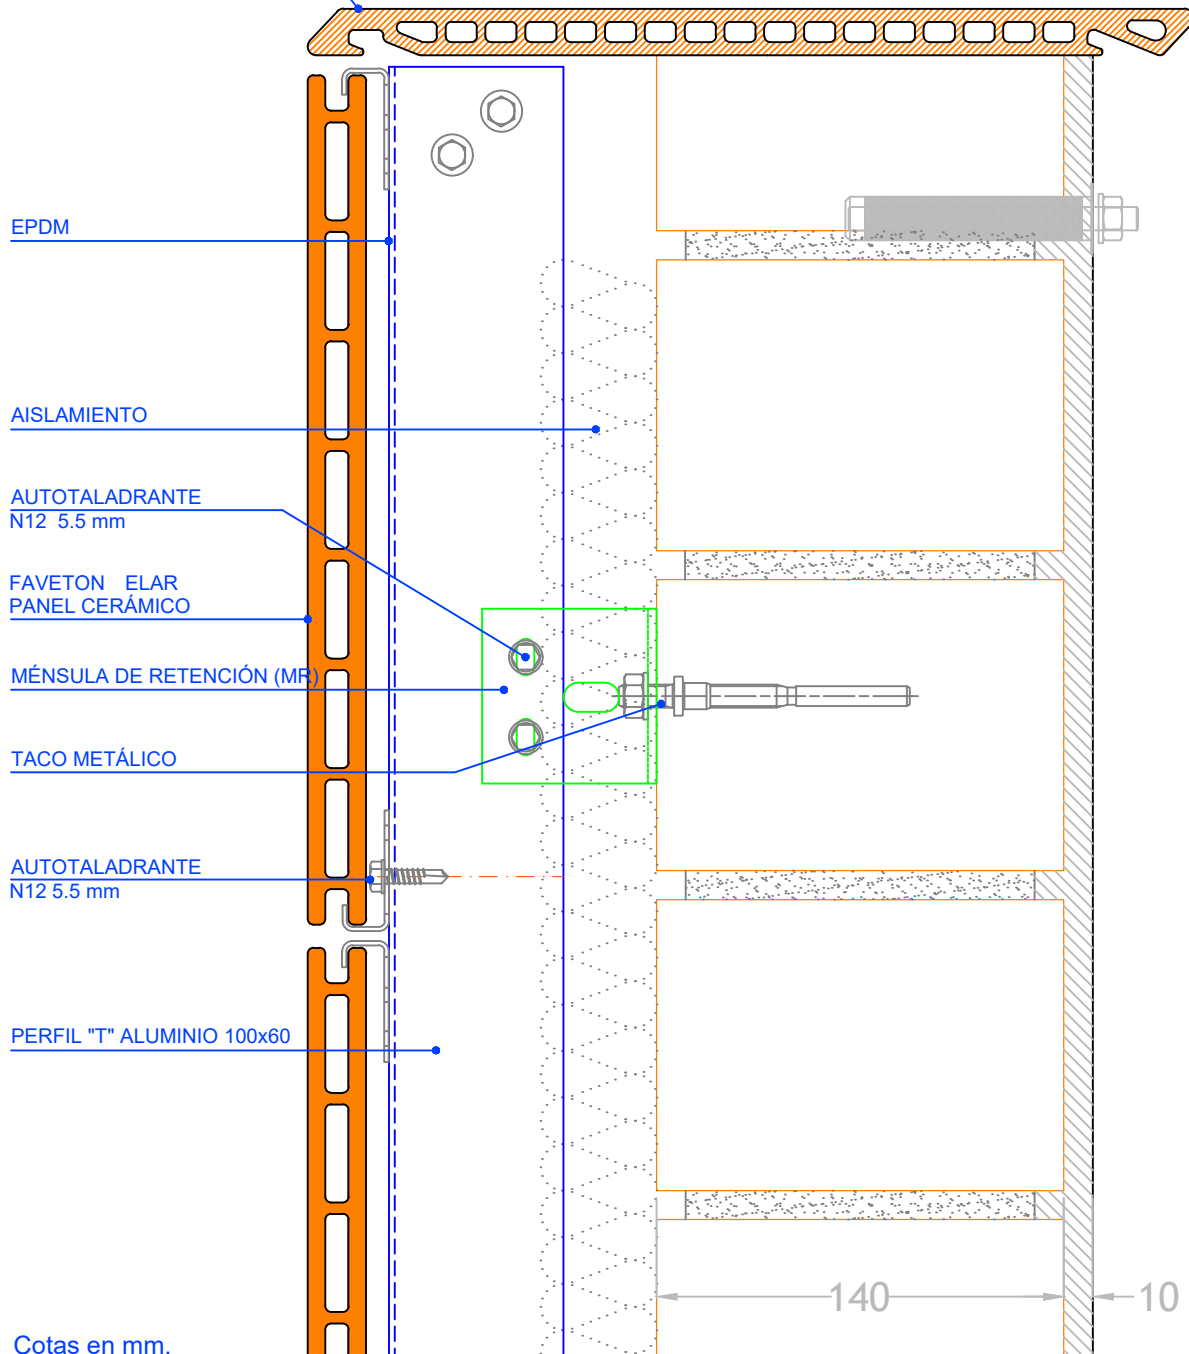 EPDM
AISLAMIENTO
AUTOTALADRANTE
N12 5.5 mm
FAVETON ELAR
PANEL CERÁMICO
MÉNSULA DE RETENCIÓN (MR)
TACO METÁLICO
AUTOTALADRANTE
N12 5.5 mm
PERFIL "T" ALUMINIO 100x60
140
10
Cotas en mm.